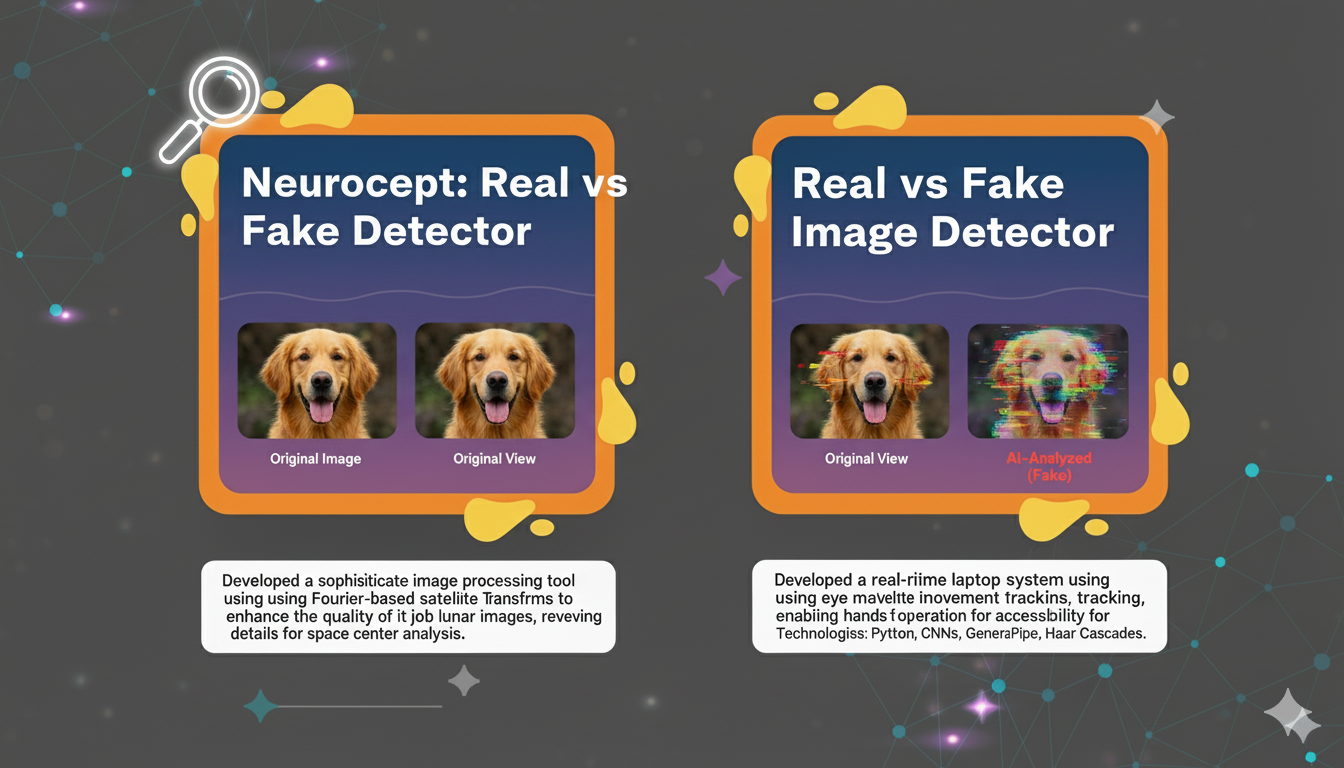 Neurocept: Real vs
Fake Detector
Original Image
Original View
Developed a sophisiticate image processing tool
using using Fourier-based sateliite Transfrms to
enhance the quality of it job lunar images, reveving
details for space center analysis.
Real vs Fake
Image Detector
Original View
AI-Analyzed
(Fake)
Developed a real-riime laptop system using
using eye mavelite inovement trackins, tracking,
enabiing hands f operation for accessibility for
Technologiss: Pytton, CNNs, GeneraPipe, Haar Cascades.